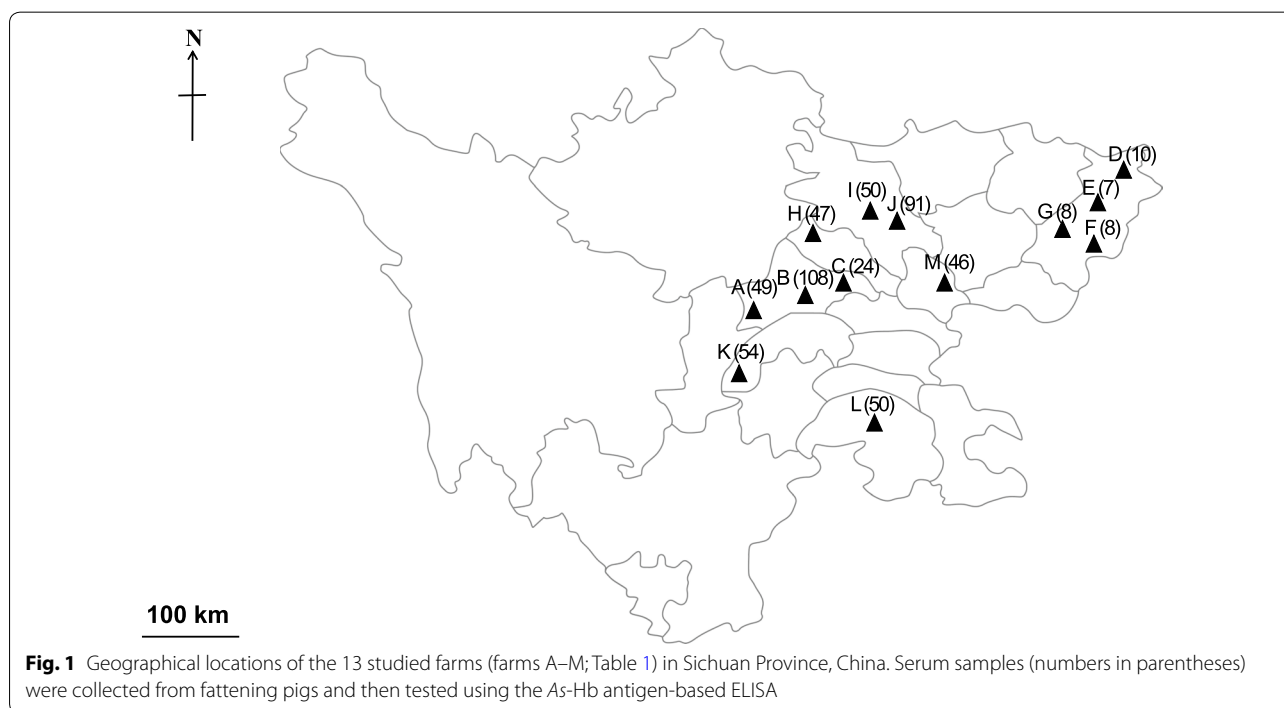 N
D (10)
E (7)
I (50)
J (91)
G (8)
H (47)
F (8)
C (24)
M (46)
B (108)
A (49)
K (54)
L (50)
100 km
Fig. 1 Geographical locations of the 13 studied farms (farms A–M; Table 1) in Sichuan Province, China. Serum samples (numbers in parentheses)
were collected from fattening pigs and then tested using the As-Hb antigen-based ELISA